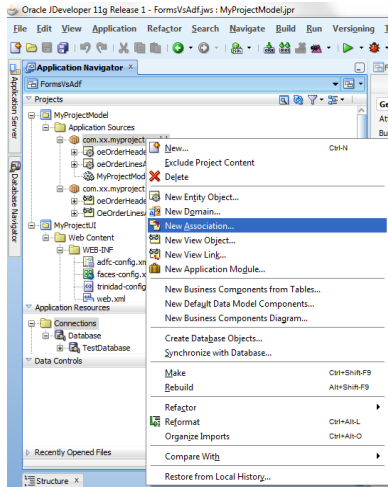 Oracle JDeveloper 11g Release 1 - FormsVsAdf.jws : MyProjectModel.jpr
File Edit View Application Refactor Search Navigate Build Run Versioning
Application Navigator
FormsVsAdf
Projects
MyProjectModel
Application Sources
com.xx.myproject
oeOrderHeade
oeOrderLinesA
MyProjectMod
com.xx.myproject
oeOrderHeade
OeOrderLines
MyProjectUI
Web Content
WEB-INF
adfc-config.xm
faces-config.x
trinidad-config
web.xml
Application Resources
Connections
Database
TestDatabase
Data Controls
Recently Opened Files
Structure
Application Server
Database Navigator
New... Ctrl-N
Exclude Project Content
Delete
New Entity Object...
New Domain...
New Association...
New View Object...
New View Link...
New Application Module...
New Business Components from Tables...
New Default Data Model Components...
New Business Components Diagram...
Create Database Objects...
Synchronize with Database...
Make Ctrl+Shift-F9
Rebuild Alt+Shift-F9
Refactor
Reformat Ctrl+Alt-L
Organize Imports Ctrl+Alt-O
Compare With
Restore from Local History...
Ge
At
Bu